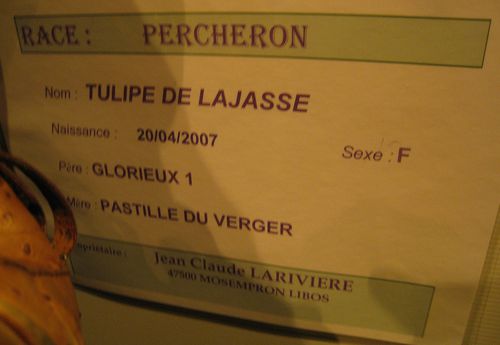 RACE : PERCHERON
Nom : TULIPE DE LAJASSE
Naissance : 20/04/2007
Sexe : F
Père : GLORIEUX 1
Mère : PASTILLE DU VERGER
opriétaire : Jean Claude LARIVIERE
47500 MOSEMPRON LIBOS